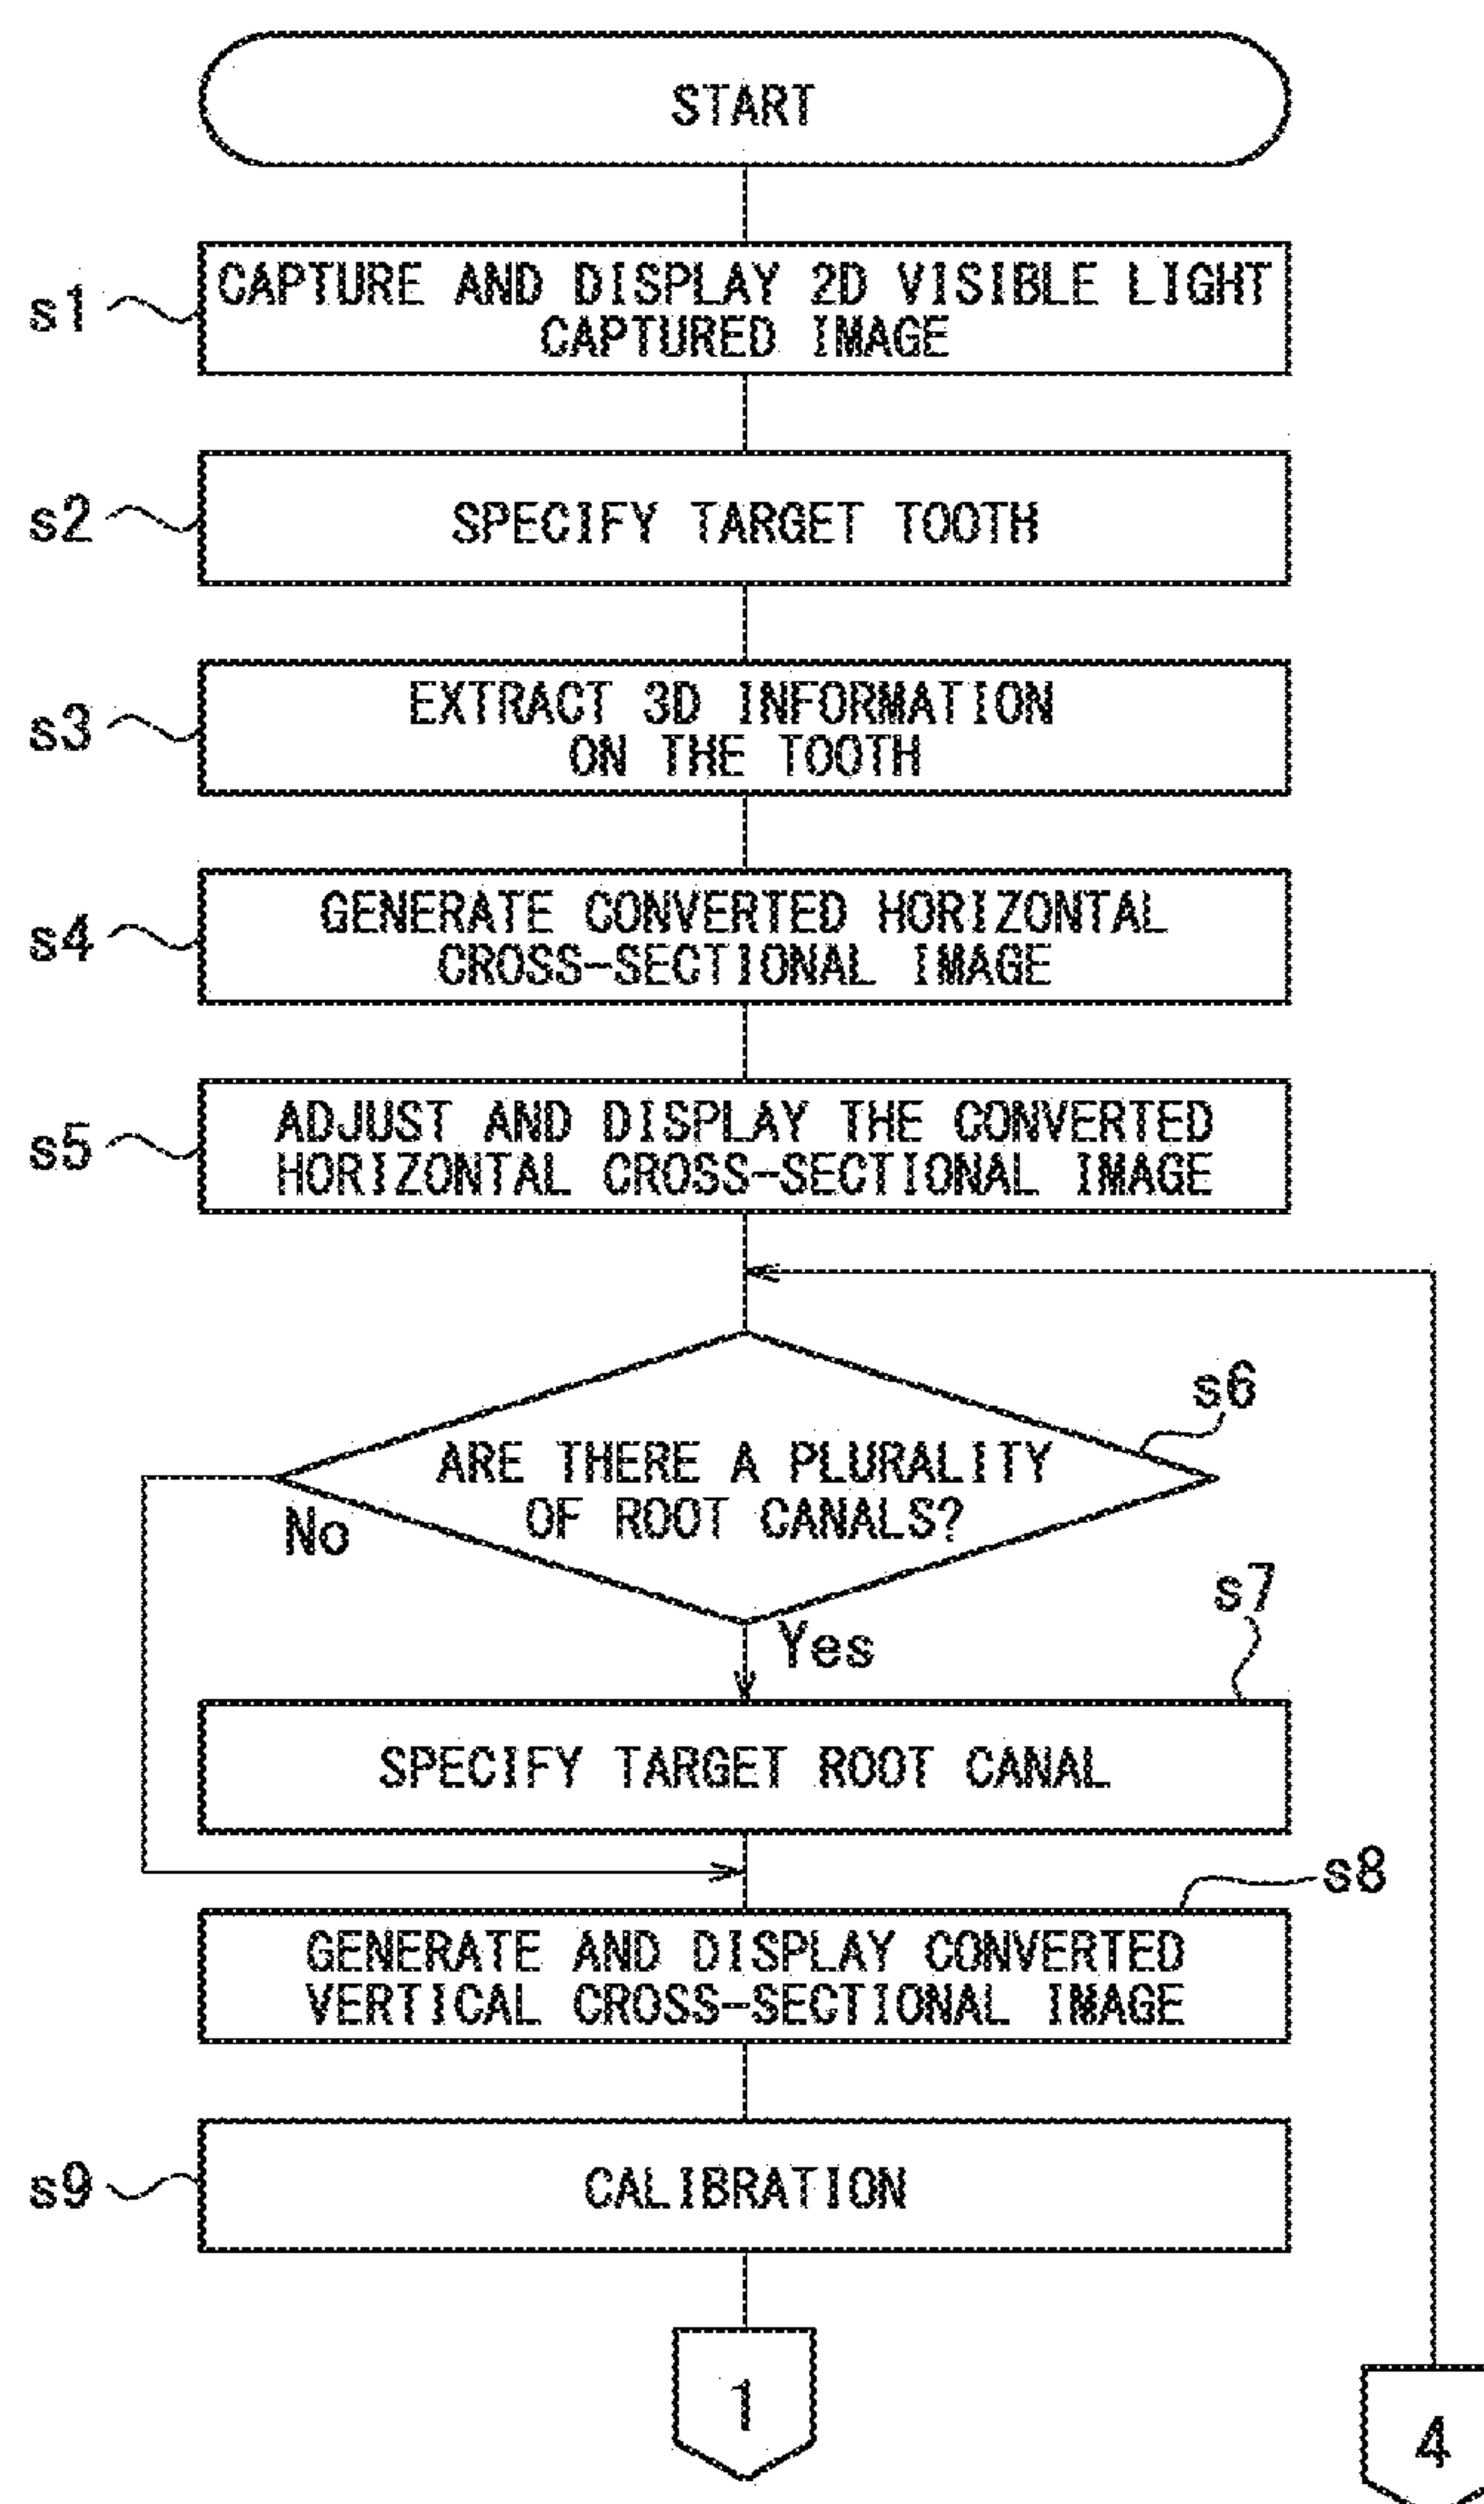 START
s1
CAPTURE AND DISPLAY 2D VISIBLE LIGHT
CAPTURED IMAGE
s2
SPECIFY TARGET TOOTH
s3
EXTRACT 3D INFORMATION
ON THE TOOTH
s4
GENERATE CONVERTED HORIZONTAL
CROSS-SECTIONAL IMAGE
s5
ADJUST AND DISPLAY THE CONVERTED
HORIZONTAL CROSS-SECTIONAL IMAGE
s6
ARE THERE A PLURALITY
OF ROOT CANALS?
No
Yes
s7
SPECIFY TARGET ROOT CANAL
s8
GENERATE AND DISPLAY CONVERTED
VERTICAL CROSS-SECTIONAL IMAGE
s9
CALIBRATION
1
4